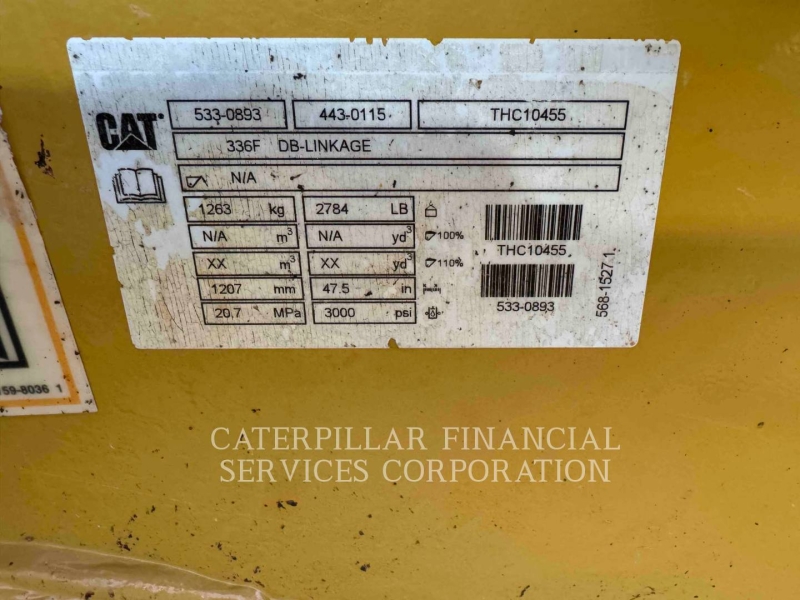 CAT
533-0893 443-0115 THC10455
336F DB-LINKAGE
N/A
1263 kg 2784 LB
N/A m³ N/A yd³ 100%
XX m³ XX yd³ 110%
1207 mm 47.5 in
20.7 MPa 3000 psi
THC10455
533-0893
568-1527 1
159-8036 1
CATERPILLAR FINANCIAL
SERVICES CORPORATION